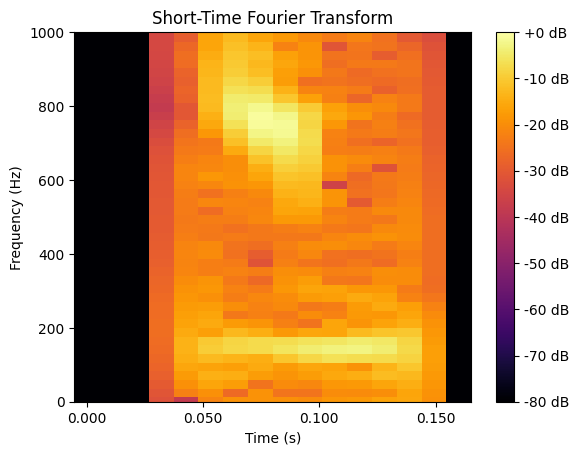 Short-Time Fourier Transform
1000
800
600
400
200
0
Frequency (Hz)
0.000
0.050
0.100
0.150
Time (s)
+0 dB
-10 dB
-20 dB
-30 dB
-40 dB
-50 dB
-60 dB
-70 dB
-80 dB